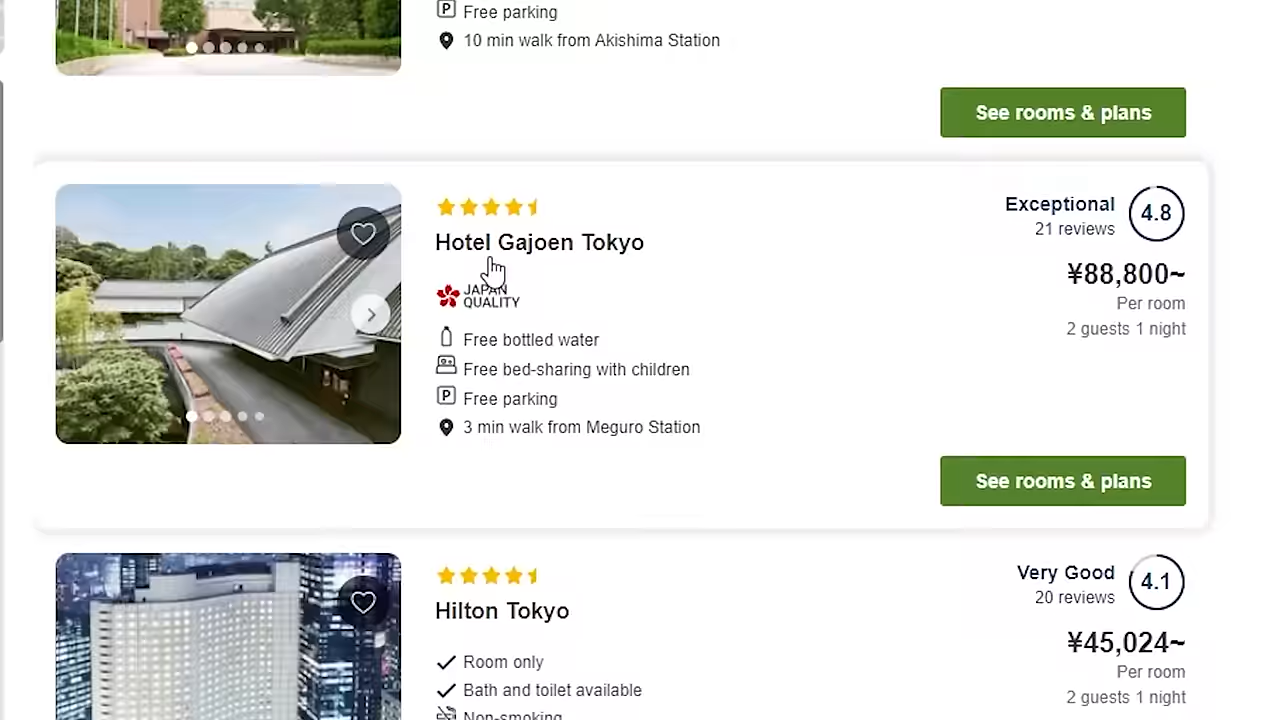 P Free parking
10 min walk from Akishima Station
See rooms & plans
Hotel Gajoen Tokyo
JAPAN
QUALITY
Exceptional
21 reviews
4.8
¥88,800~
Per room
2 guests 1 night
Free bottled water
Free bed-sharing with children
P Free parking
3 min walk from Meguro Station
See rooms & plans
Hilton Tokyo
Very Good
20 reviews
4.1
¥45,024~
Per room
2 guests 1 night
Room only
Bath and toilet available
Non-smoking